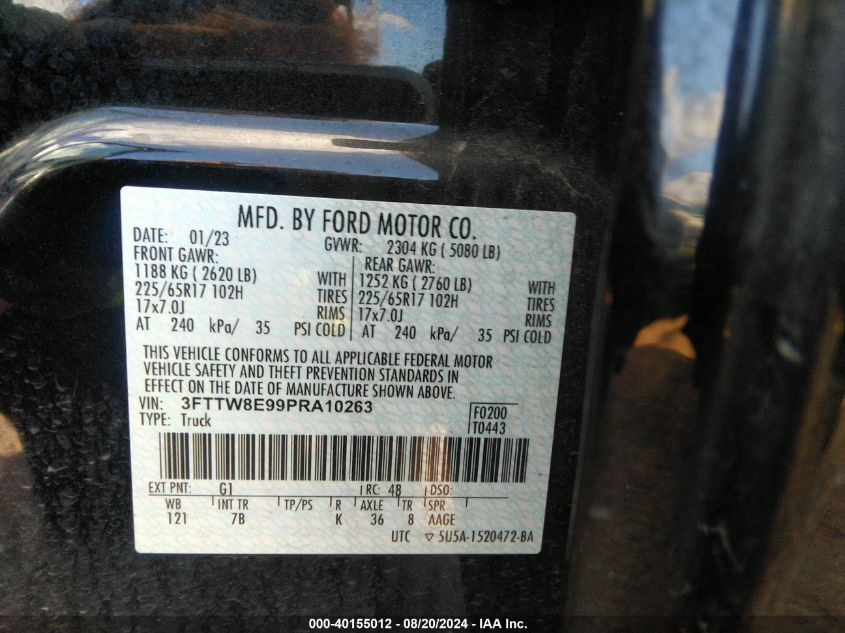 MFD. BY FORD MOTOR CO.
DATE: 01/23 GVWR: 2304 KG ( 5080 LB)
FRONT GAWR: REAR GAWR:
1188 KG ( 2620 LB) WITH 1252 KG ( 2760 LB) WITH
225/65R17 102H TIRES 225/65R17 102H TIRES
17x7.0J RIMS 17x7.0J RIMS
AT 240 kPa/ 35 PSI COLD AT 240 kPa/ 35 PSI COLD
THIS VEHICLE CONFORMS TO ALL APPLICABLE FEDERAL MOTOR
VEHICLE SAFETY AND THEFT PREVENTION STANDARDS IN
EFFECT ON THE DATE OF MANUFACTURE SHOWN ABOVE.
VIN: 3FTTW8E99PRA10263 F0200
TYPE: Truck T0443
EXT PNT: G1 RC: 48 DSO:
WB INT TR TP/PS R AXLE TR SPR
121 7B K 36 8 AAGE
UTC ▽ 5U5A-1520472-BA
000-40155012 - 08/20/2024 - IAA Inc.